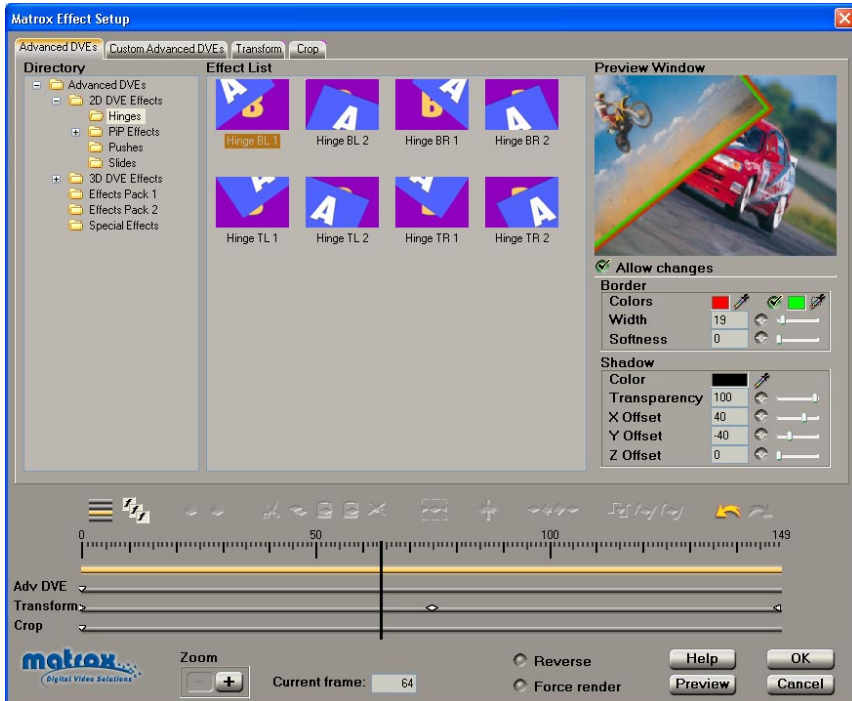 Matrox Effect Setup
Advanced DVEs Custom Advanced DVEs Transform Crop
Directory
Advanced DVEs
2D DVE Effects
Hinges
PiP Effects
Pushes
Slides
3D DVE Effects
Effects Pack 1
Effects Pack 2
Special Effects
Effect List
A B A B A A
Hinge BL 1 Hinge BL 2 Hinge BR 1 Hinge BR 2
A A A A
Hinge TL 1 Hinge TL 2 Hinge TR 1 Hinge TR 2
Preview Window
Allow changes
Border
Colors
Width 19
Softness 0
Shadow
Color
Transparency 100
X Offset 40
Y Offset -40
Z Offset 0
0 50 100 149
Adv DVE
Transform
Crop
matrox
Digital Video Solutions
Zoom
- +
Current frame: 64
Reverse
Force render
Help OK
Preview Cancel